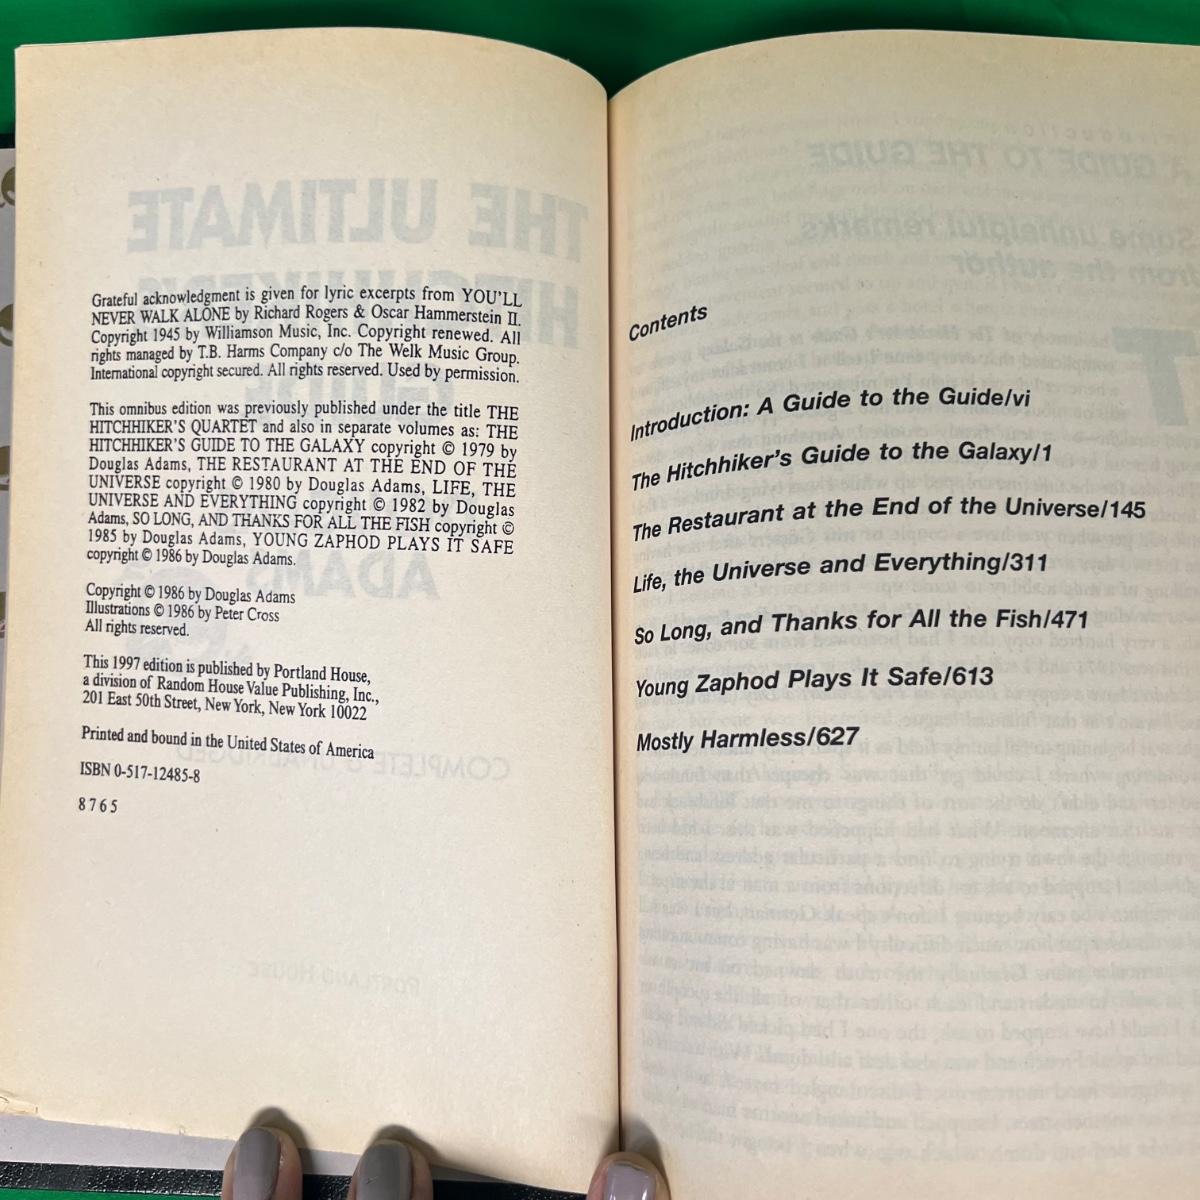 Grateful acknowledgment is given for lyric excerpts from YOU'LL
NEVER WALK ALONE by Richard Rogers & Oscar Hammerstein II.
Copyright 1945 by Williamson Music, Inc. Copyright renewed. All
rights managed by T.B. Harms Company c/o The Welk Music Group.
International copyright secured. All rights reserved. Used by permission.
This omnibus edition was previously published under the title THE
HITCHHIKER'S QUARTET and also in separate volumes as: THE
HITCHHIKER'S GUIDE TO THE GALAXY copyright © 1979 by
Douglas Adams, THE RESTAURANT AT THE END OF THE
UNIVERSE copyright © 1980 by Douglas Adams, LIFE, THE
UNIVERSE AND EVERYTHING copyright © 1982 by Douglas
Adams, SO LONG, AND THANKS FOR ALL THE FISH copyright ©
1985 by Douglas Adams, YOUNG ZAPHOD PLAYS IT SAFE
copyright © 1986 by Douglas Adams.
Copyright © 1986 by Douglas Adams
Illustrations © 1986 by Peter Cross
All rights reserved.
This 1997 edition is published by Portland House,
a division of Random House Value Publishing, Inc.,
201 East 50th Street, New York, New York 10022
Printed and bound in the United States of America
ISBN 0-517-12485-8
8 7 6 5
Contents
Introduction: A Guide to the Guide/vi
The Hitchhiker's Guide to the Galaxy/1
The Restaurant at the End of the Universe/145
Life, the Universe and Everything/311
So Long, and Thanks for All the Fish/471
Young Zaphod Plays It Safe/613
Mostly Harmless/627